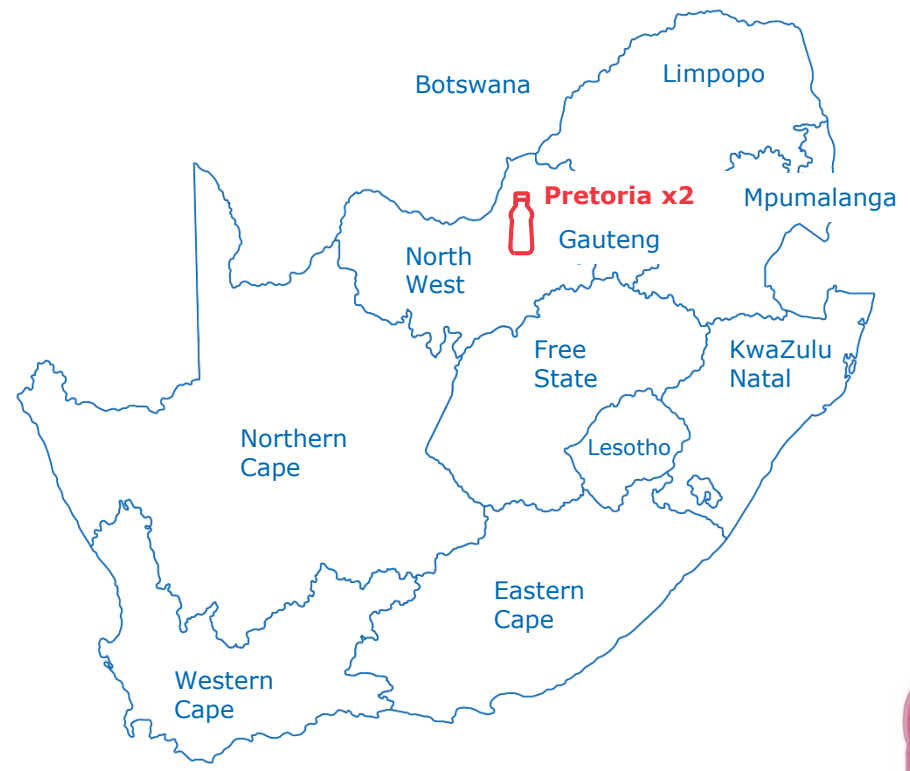 Limpopo
Botswana
Pretoria x2
Mpumalanga
Gauteng
North
West
Free
State
KwaZulu
Natal
Northern
Cape
Lesotho
Eastern
Cape
Western
Cape